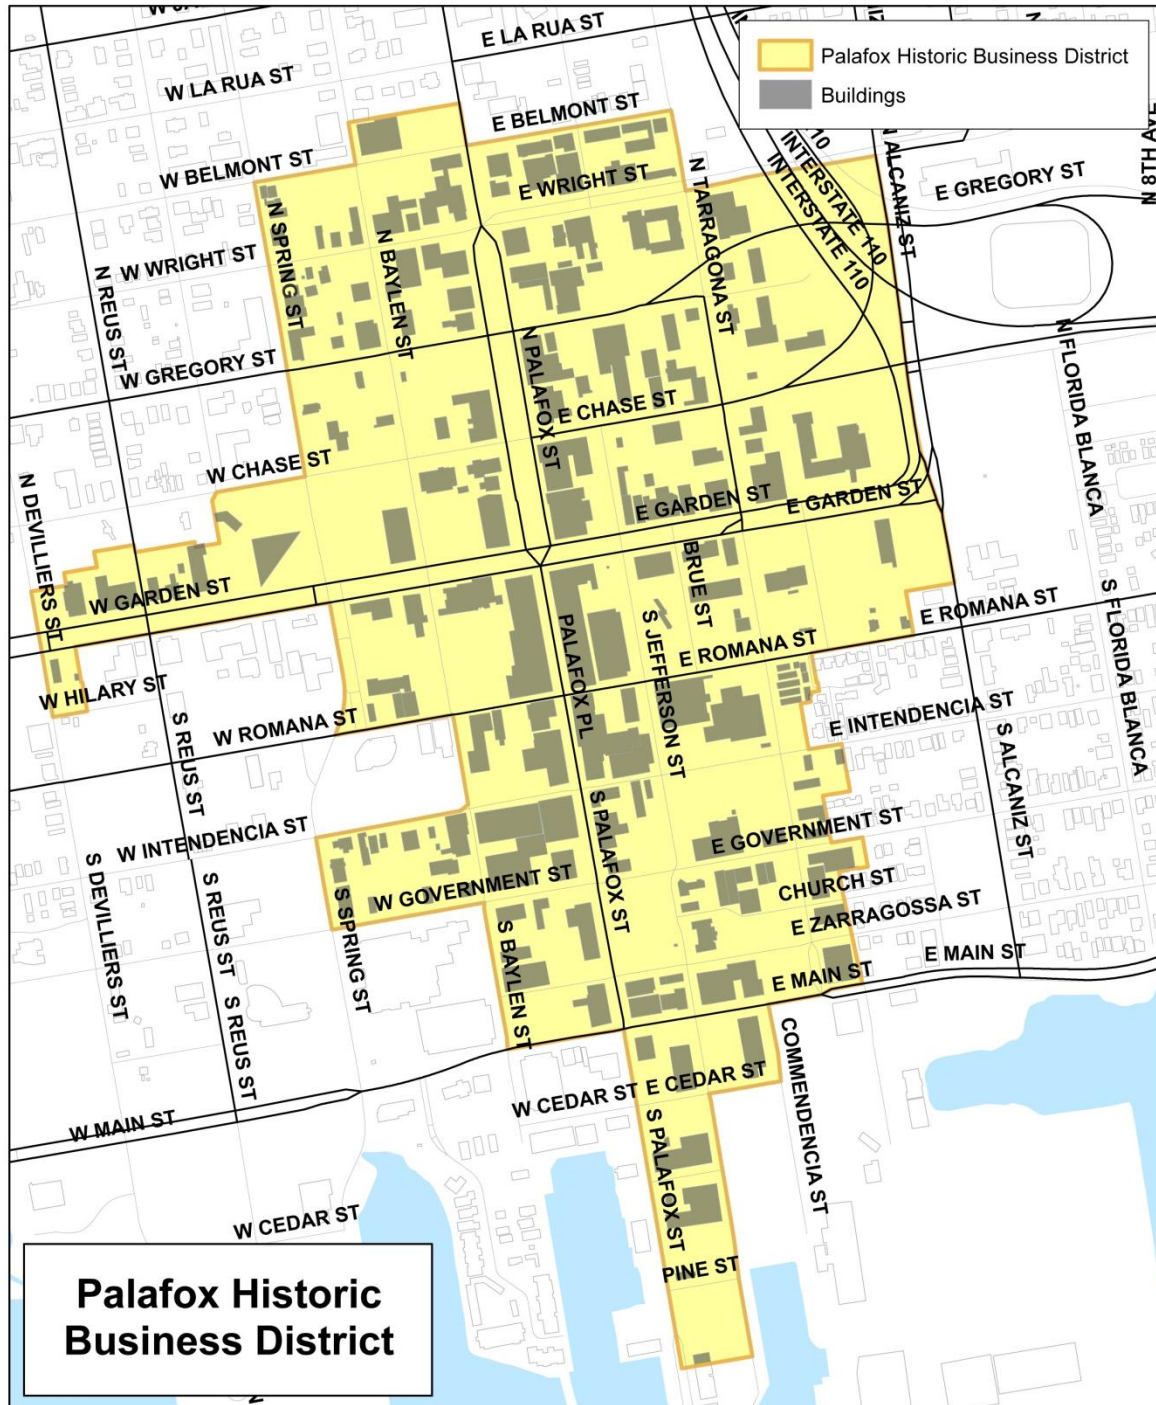 E LA RUA ST
W LA RUA ST
Palafox Historic Business District
Buildings
E BELMONT ST
W BELMONT ST
E WRIGHT ST
N TARRAGONA ST
INTERSTATE 110
INTERSTATE 110
N ALCANIZ ST
E GREGORY ST
N 8TH AVE
N SPRING ST
N BAYLEN ST
W WRIGHT ST
N REUS ST
W GREGORY ST
N PALAFOX ST
E CHASE ST
N FLORIDA BLANCA
W CHASE ST
N DEVILLIERS ST
E GARDEN ST
E GARDEN ST
W GARDEN ST
BRUE ST
S JEFFERSON ST
E ROMANA ST
E ROMANA ST
S FLORIDA BLANCA
PALAFOX PL
W HILARY ST
S REUS ST
W ROMANA ST
E INTENDENCIA ST
S ALCANIZ ST
S PALAFOX ST
W INTENDENCIA ST
E GOVERNMENT ST
S DEVILLIERS ST
S REUS ST
W GOVERNMENT ST
CHURCH ST
S SPRING ST
S BAYLEN ST
E ZARRAGOSSA ST
E MAIN ST
E MAIN ST
S REUS ST
COMMENDENCIA ST
W CEDAR ST
E CEDAR ST
W MAIN ST
S PALAFOX ST
W CEDAR ST
PINE ST
Palafox Historic
Business District